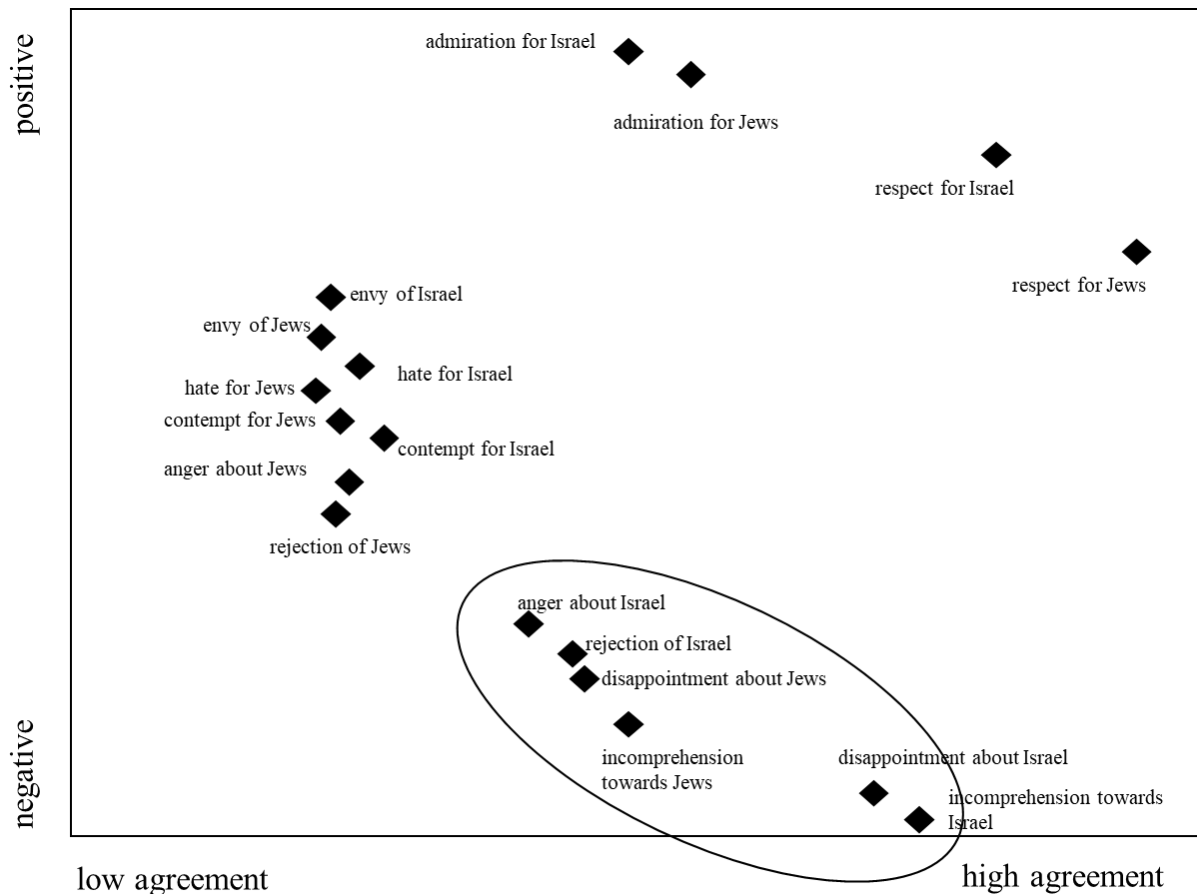 positive
admiration for Israel
admiration for Jews
respect for Israel
respect for Jews
envy of Israel
envy of Jews
hate for Israel
hate for Jews
contempt for Jews
contempt for Israel
anger about Jews
rejection of Jews
anger about Israel
rejection of Israel
disappointment about Jews
incomprehension
towards Jews
disappointment about Israel
incomprehension towards
Israel
negative
low agreement
high agreement